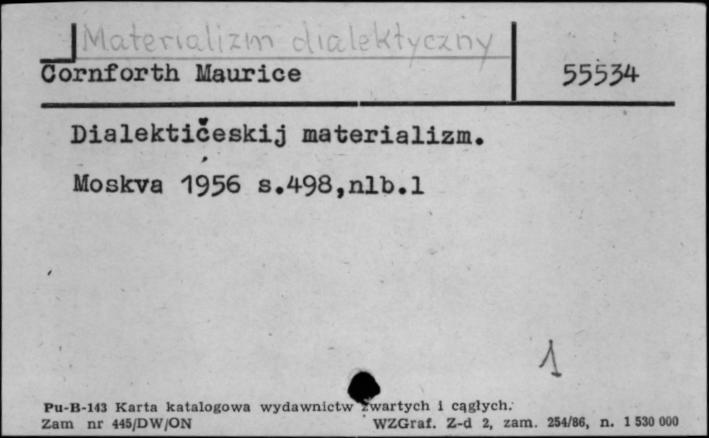 Materializm dialektyczny
Cornforth Maurice 55534
Dialektičeskij materializm.
Moskva 1956 s.498,nlb.1
1
Pu-B-143 Karta katalogowa wydawnictw zwartych i cągłych.
Zam nr 445/DW/ON WZGraf. Z-d 2, zam. 254/86, n. 1 530 000